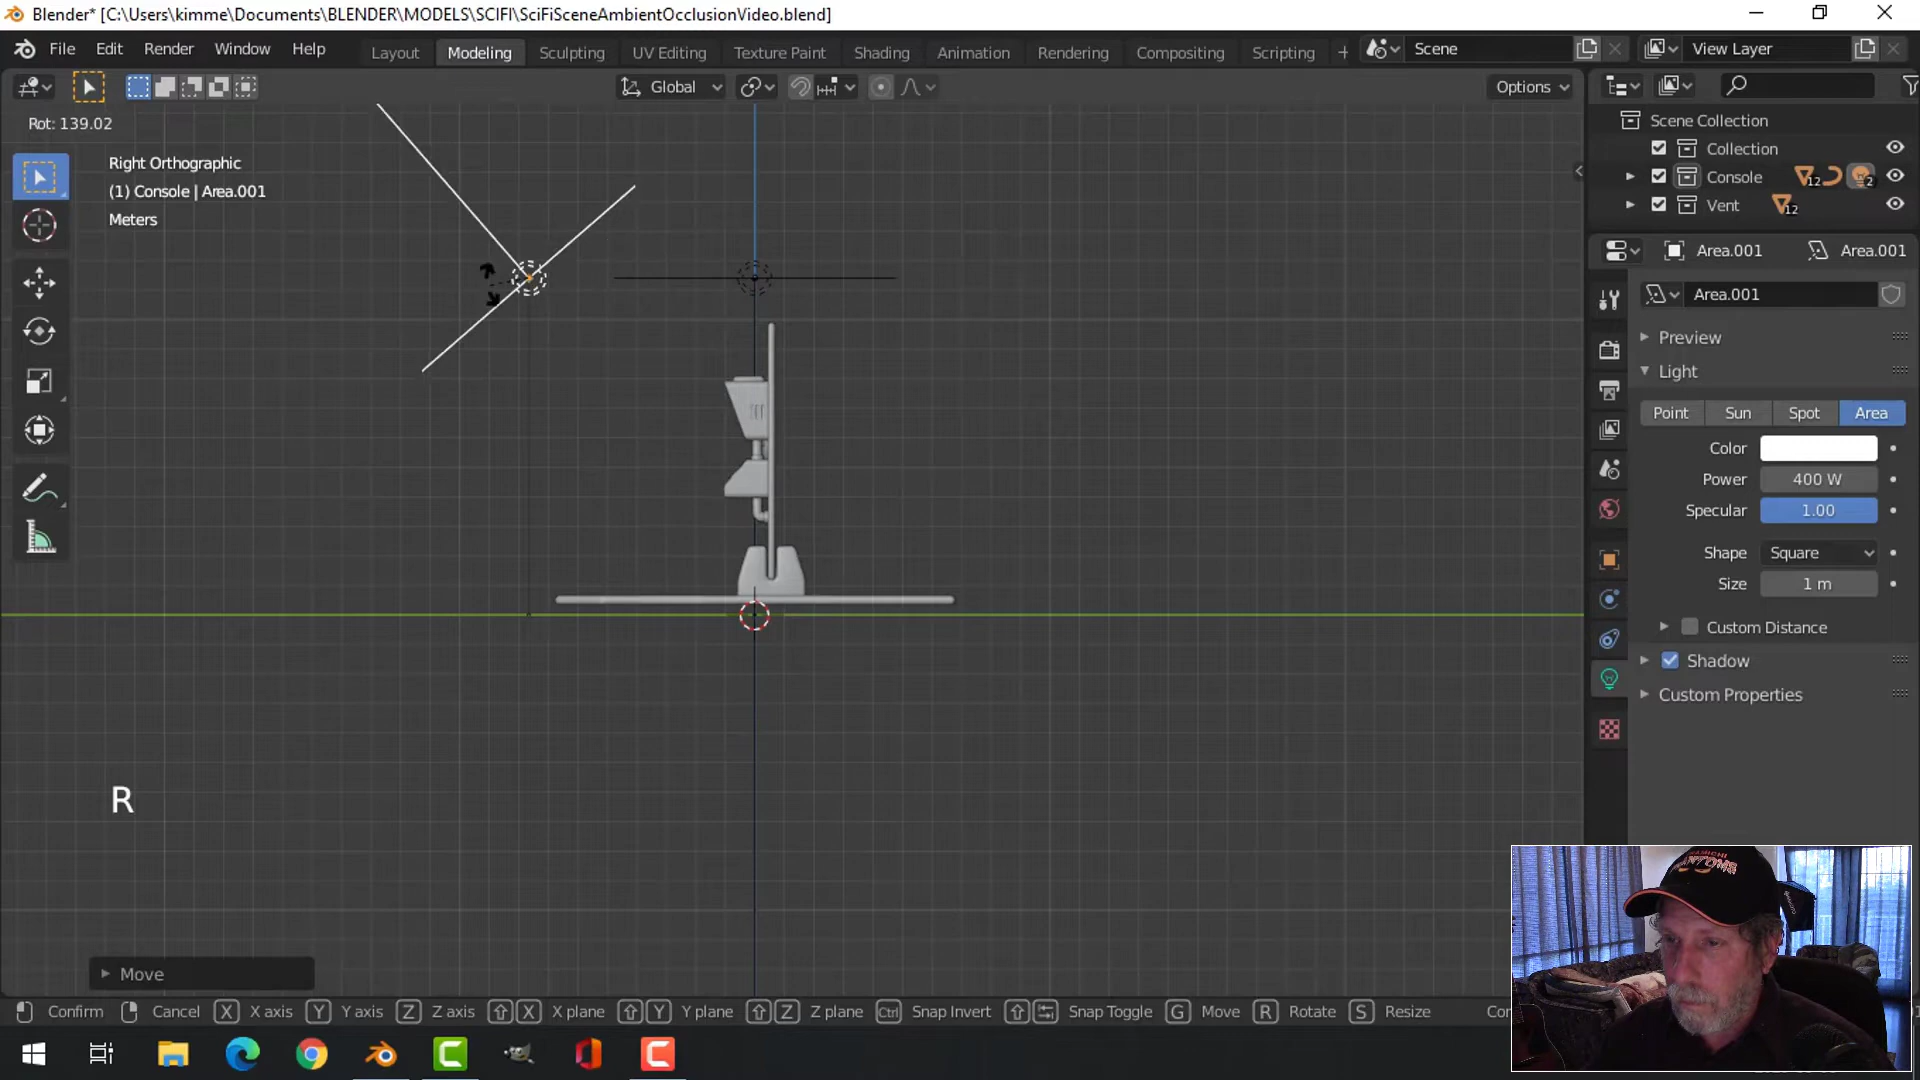 Blender* [C:\Users\kimme\Documents\BLENDER\MODELS\SCIFI\SciFiSceneAmbientOcclusionVideo.blend]
File Edit Render Window Help Layout Modeling Sculpting UV Editing Texture Paint Shading Animation Rendering Compositing Scripting + Scene View Layer
Global Options
Rot: 139.02
Right Orthographic
(1) Console | Area.001
Meters
Scene Collection
Collection
Console 12 2
Vent 12
Area.001 Area.001
Area.001
Preview
Light
Point Sun Spot Area
Color
Power 400 W
Specular 1.00
Shape Square
Size 1 m
Custom Distance
Shadow
Custom Properties
R
Move
Confirm Cancel X X axis Y Y axis Z Z axis X X plane Y Y plane Z Z plane Ctrl Snap Invert Snap Toggle G Move R Rotate S Resize Cor